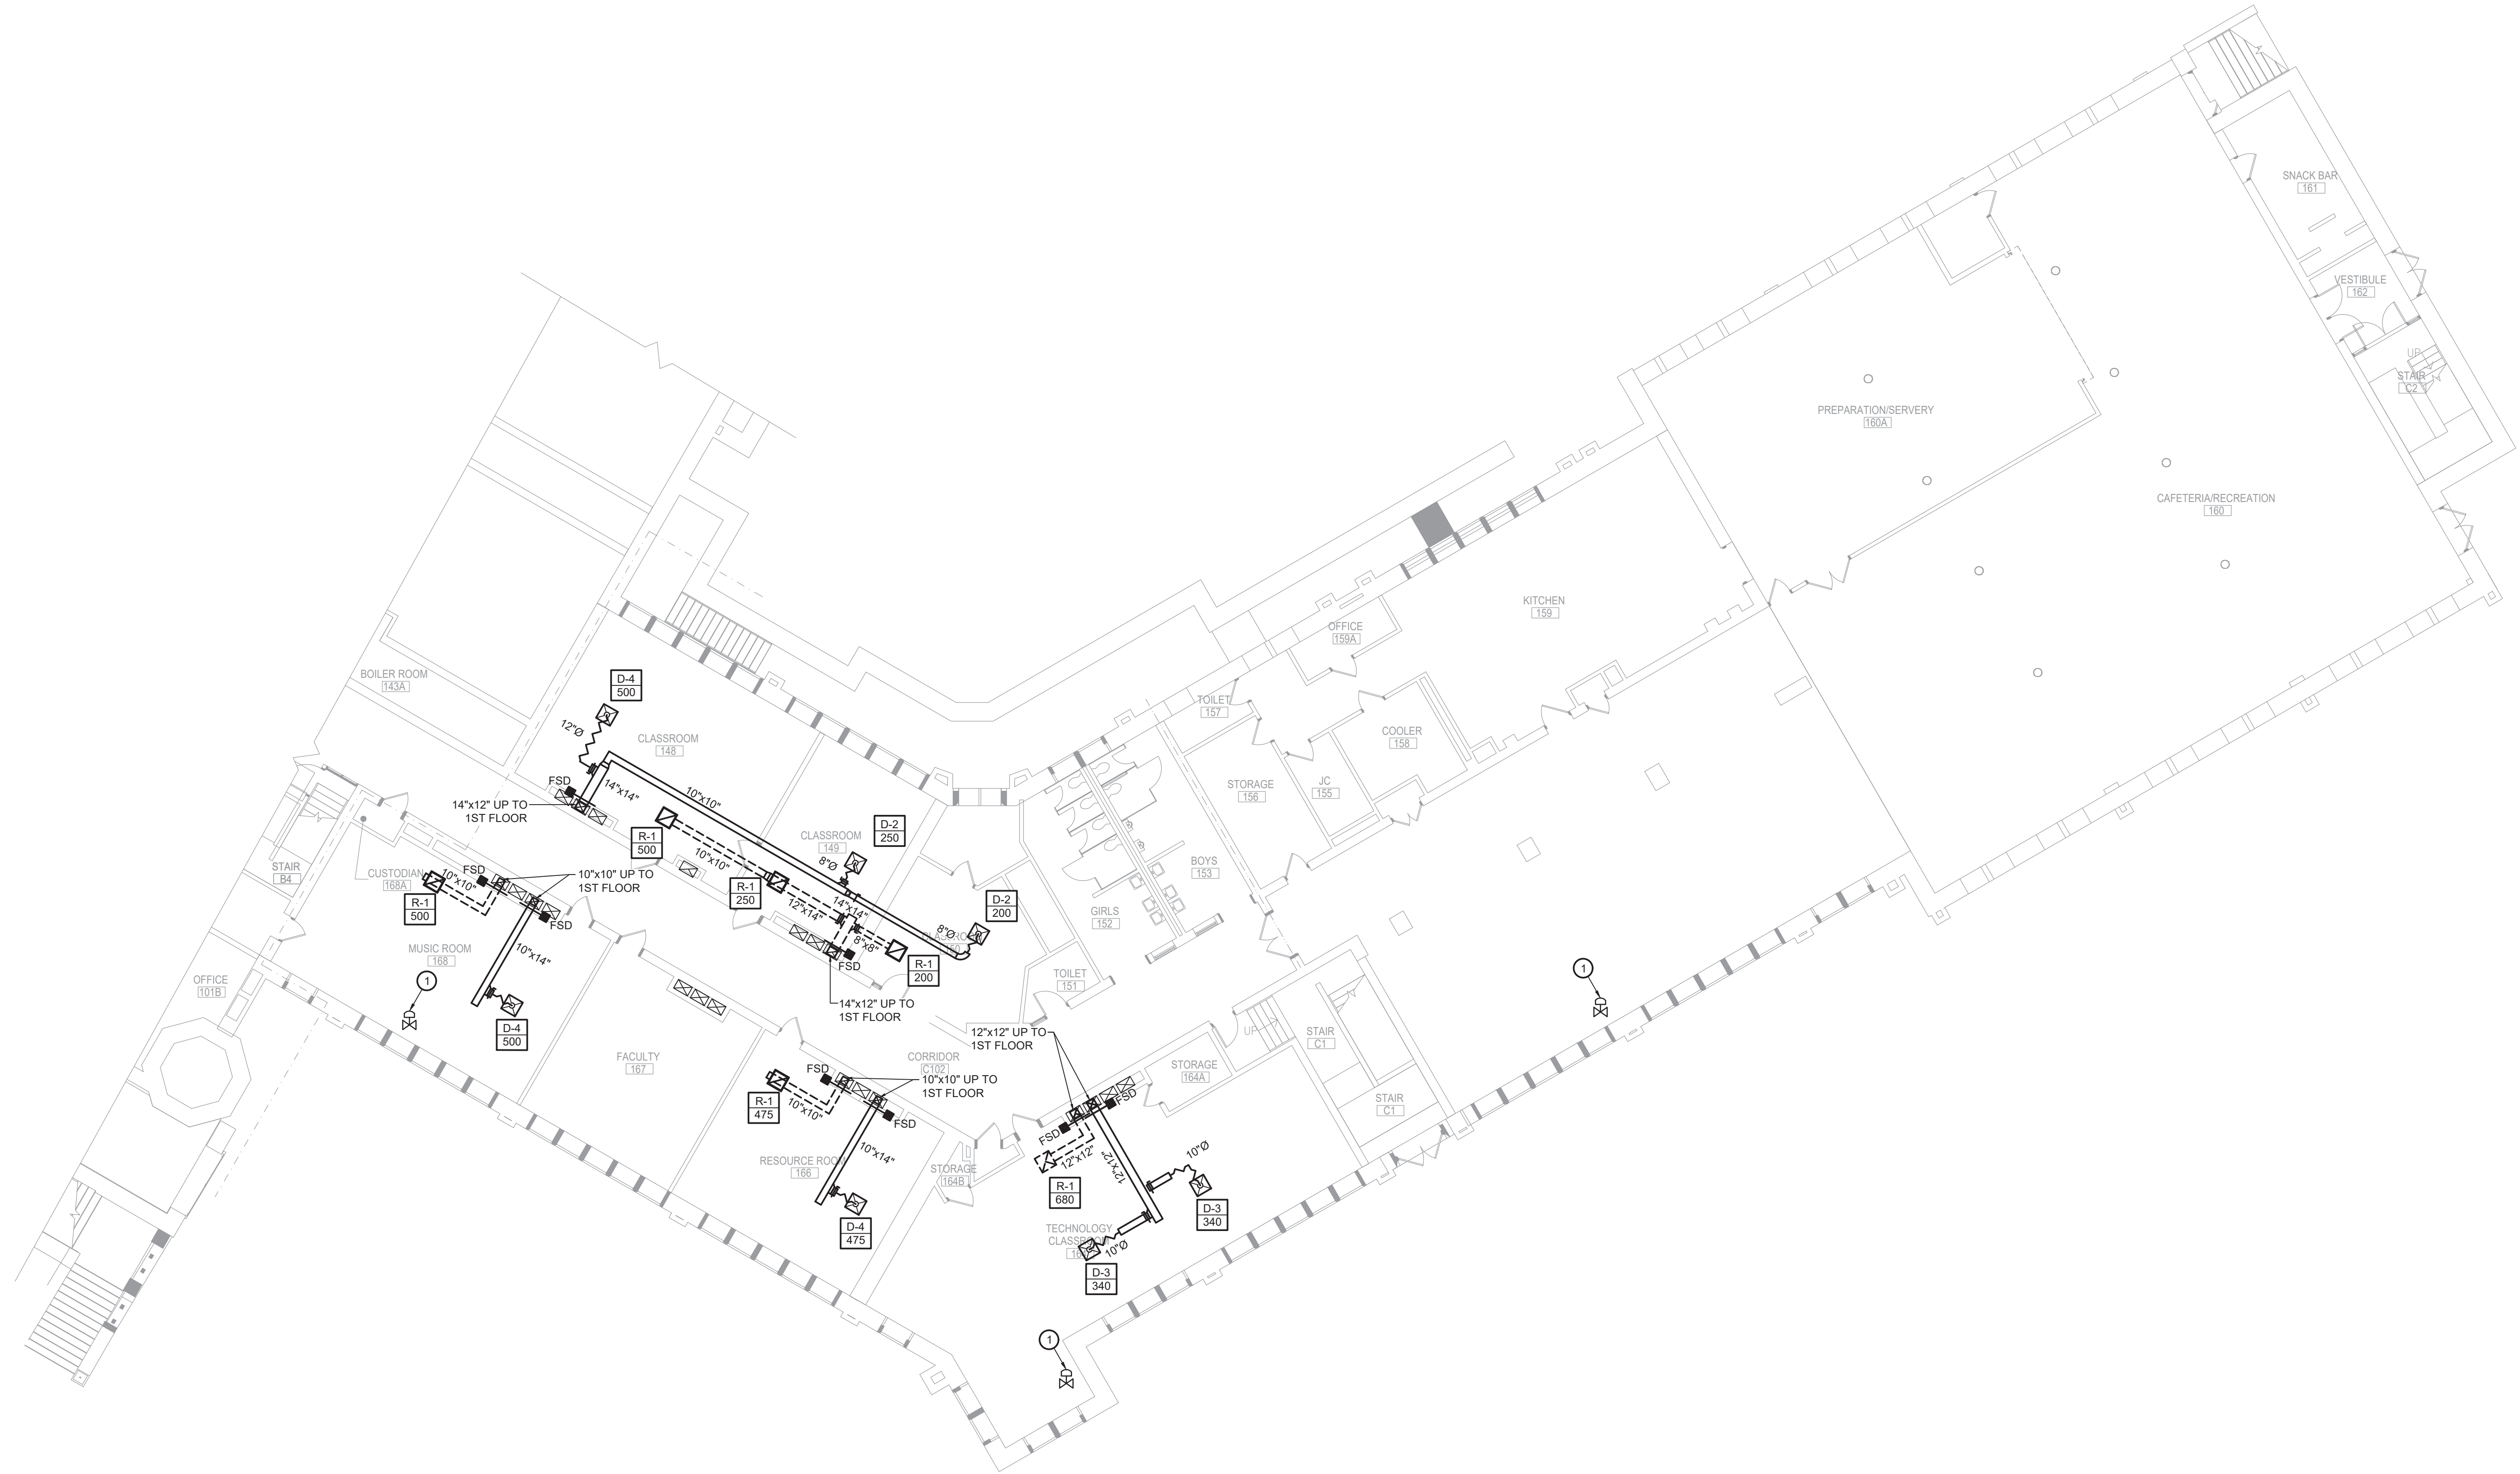 SNACK BAR
161
VESTIBULE
162
UP
STAIR
C2
PREPARATION/SERVERY
160A
CAFETERIA/RECREATION
160
KITCHEN
159
OFFICE
159A
BOILER ROOM
143A
D-4
500
12"Ø
CLASSROOM
148
TOILET
157
COOLER
158
STORAGE
156
JC
155
FSD
14"x14"
10"x10"
14"x12" UP TO
1ST FLOOR
R-1
500
CLASSROOM
149
D-2
250
8"Ø
10"x10"
BOYS
153
STAIR
B4
CUSTODIAN
168A
FSD
10"x10"
10"x10" UP TO
1ST FLOOR
R-1
500
R-1
250
12"x14"
14"x14"
D-2
200
8"Ø
GIRLS
152
FSD
8"x8"
150
FSD
MUSIC ROOM
168
10"x14"
R-1
200
TOILET
151
OFFICE
101B
1
1
14"x12" UP TO
1ST FLOOR
D-4
500
12"x12" UP TO
1ST FLOOR
UP
STAIR
C1
FACULTY
167
CORRIDOR
C102
STORAGE
164A
FSD
10"x10" UP TO
1ST FLOOR
R-1
475
10"x10"
FSD
STAIR
C1
FSD
FSD
10"x14"
12"x12"
12"x12"
10"Ø
RESOURCE ROOM
166
STORAGE
164B
R-1
680
D-4
475
D-3
340
TECHNOLOGY
CLASSROOM
10"Ø
D-3
340
1